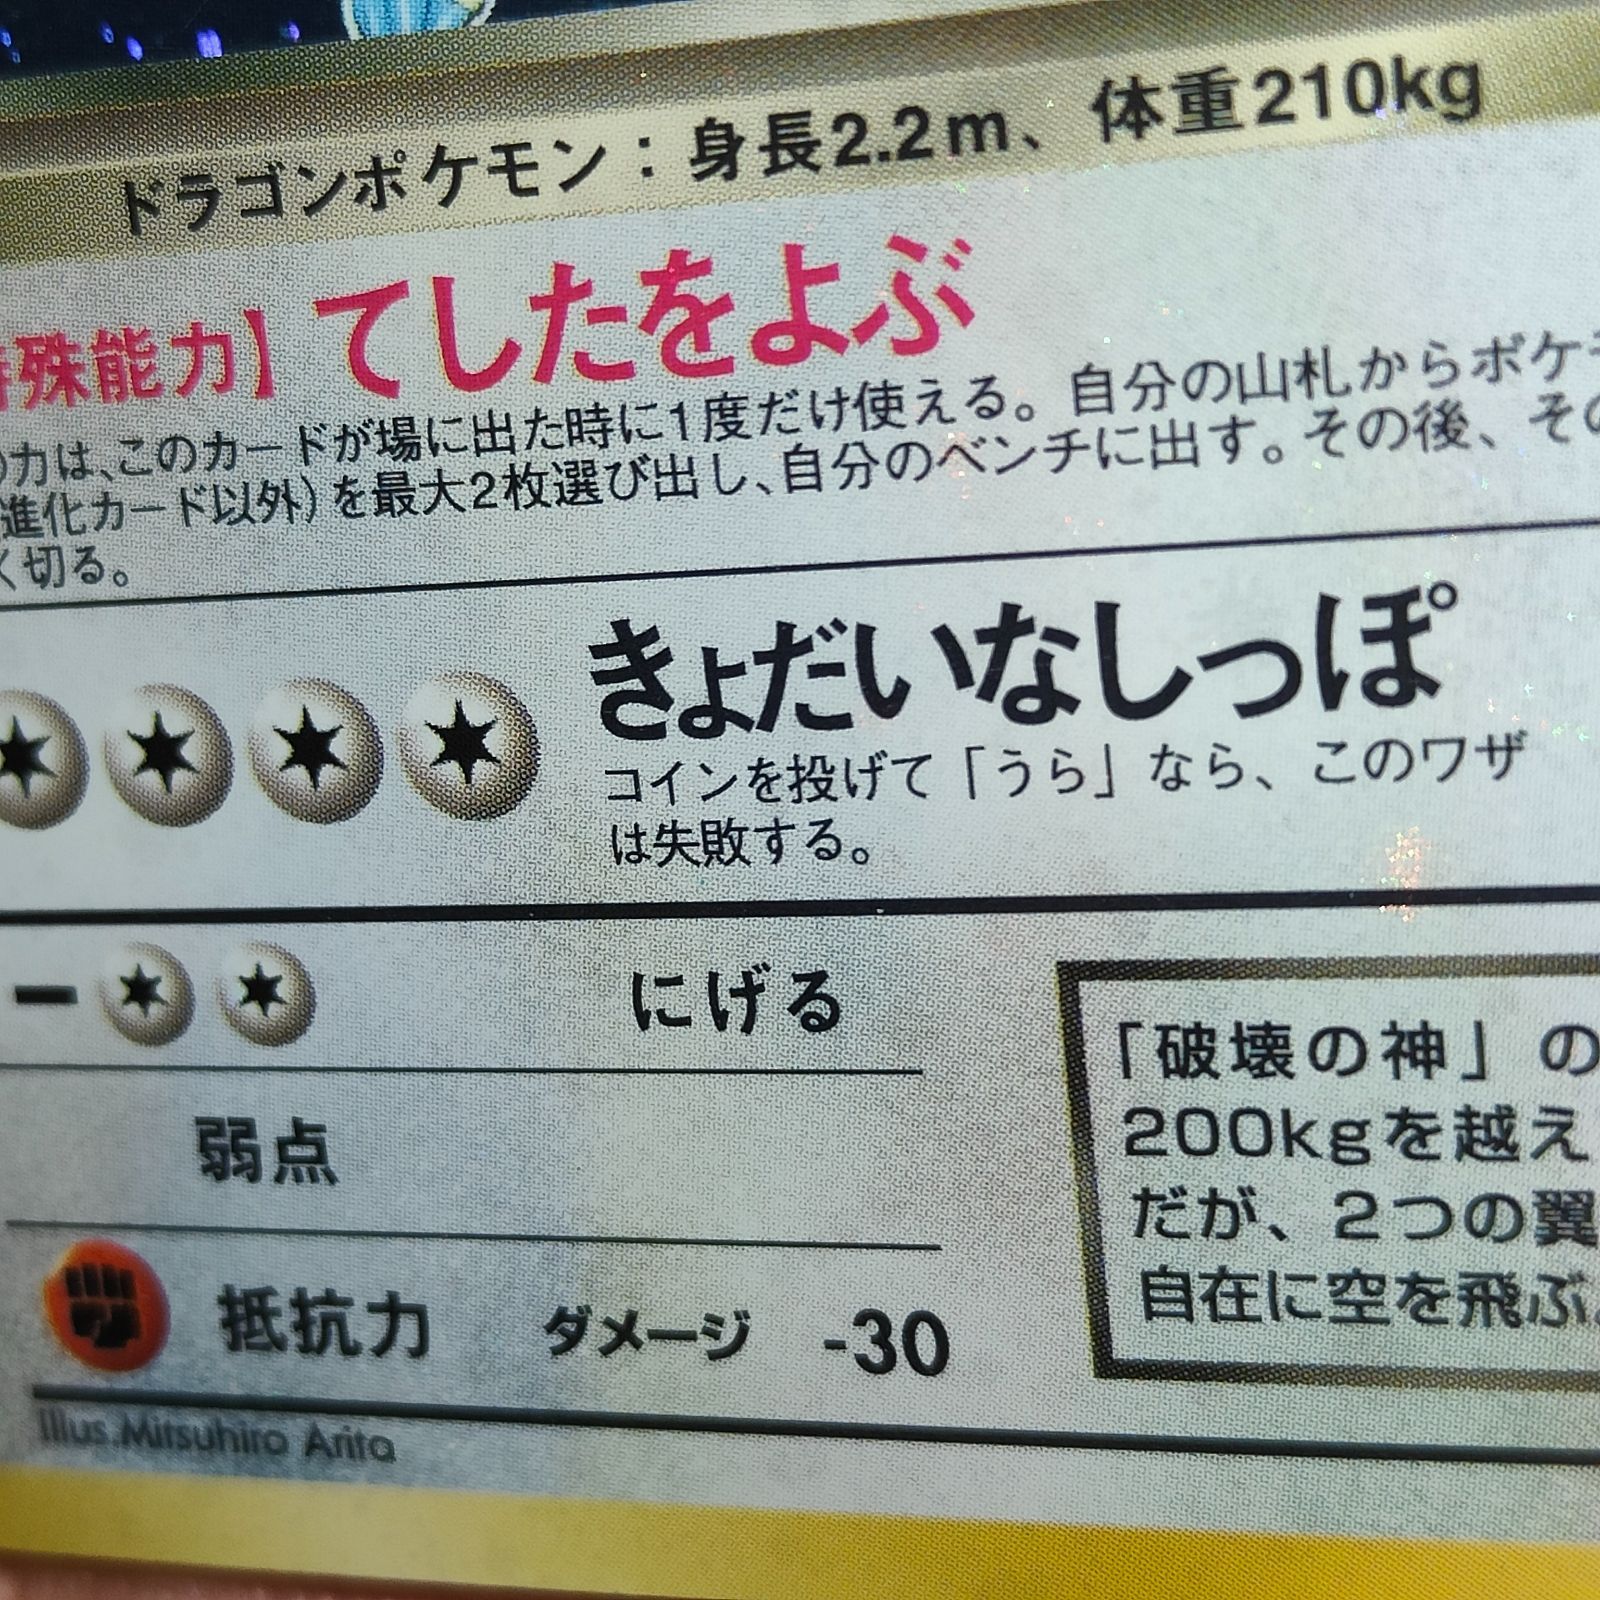 ドラゴンポケモン：身長2.2m、体重210kg
殊能力】てしたをよぶ
力は、このカードが場に出た時に1度だけ使える。自分の山札からポケ
進化カード以外）を最大2枚選び出し、自分のベンチに出す。その後、その
く切る。
きょだいなしっぽ
コインを投げて「うら」なら、このワザ
は失敗する。
ー
にげる
弱点
抵抗力 ダメージ -30
「破壊の神」の
200kgを越え
だが、2つの翼
自在に空を飛ぶ。
Illus.Mitsuhiro Arita